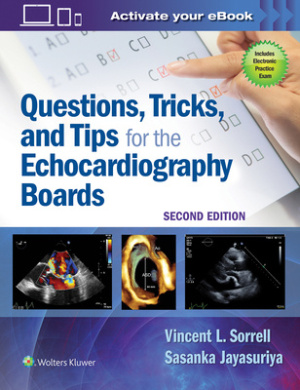 Activate your eBook
Includes
Electronic
Practice
Exam
Questions, Tricks,
and Tips for the
Echocardiography
Boards
SECOND EDITION
ASD
Vincent L. Sorrell
Sasanka Jayasuriya
Wolters Kluwer